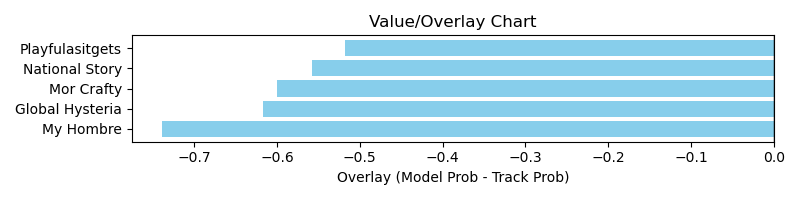 Value/Overlay Chart
Playfulasitgets
National Story
Mor Crafty
Global Hysteria
My Hombre
−0.7 −0.6 −0.5 −0.4 −0.3 −0.2 −0.1 0.0
Overlay (Model Prob - Track Prob)